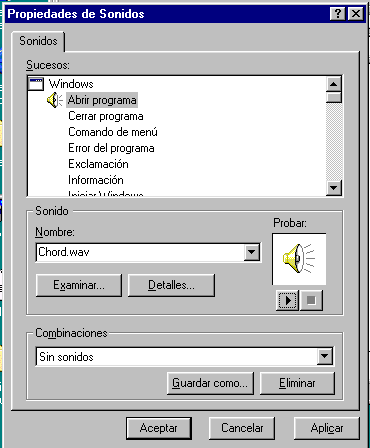 Propiedades de Sonidos
Sonidos
Sucesos:
Windows
Abrir programa
Cerrar programa
Comando de menú
Error del programa
Exclamación
Información
Iniciar Windows
Sonido
Nombre:
Probar:
Chord.wav
Examinar...
Detalles...
Combinaciones
Sin sonidos
Guardar como...
Eliminar
Aceptar
Cancelar
Aplicar